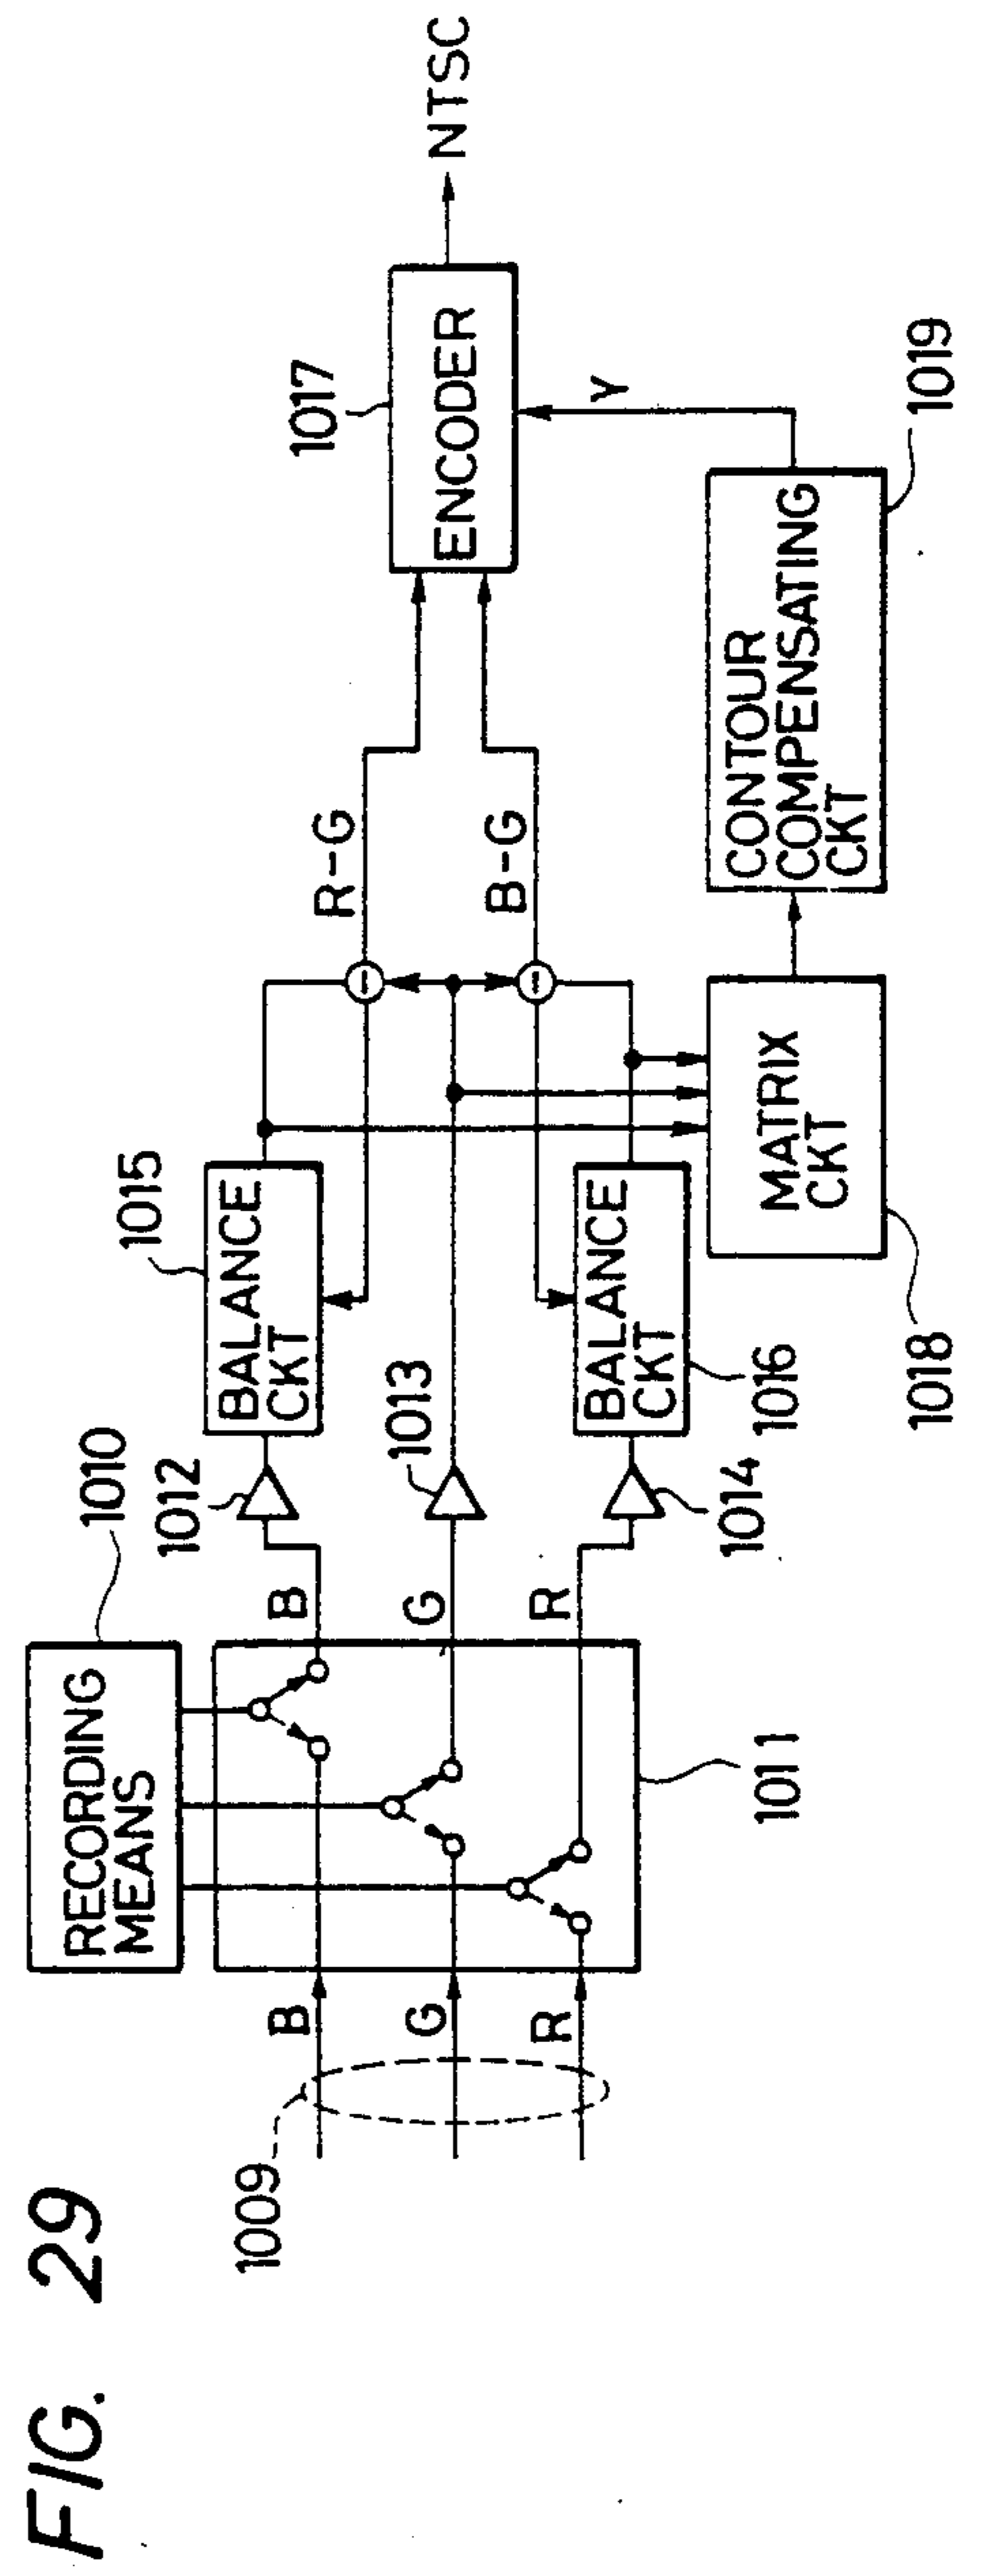 FIG. 29
1009
B
G
R
RECORDING
MEANS
1010
1011
B
G
R
1012
1013
1014
BALANCE
CKT
1015
BALANCE
CKT
1016
R-G
B-G
MATRIX
CKT
1018
CONTOUR
COMPENSATING
CKT
1019
Y
ENCODER
1017
NTSC